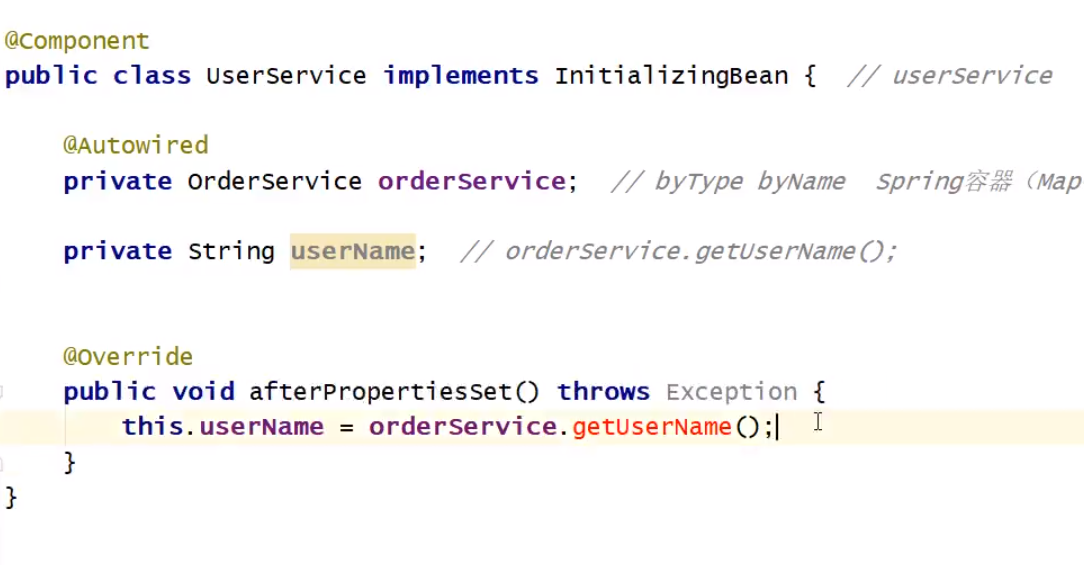 @Component
public class UserService implements InitializingBean {  // userService
@Autowired
private OrderService orderService;  // byType byName  Spring容器（Map
private String userName;  // orderService.getUserName();
@Override
public void afterPropertiesSet() throws Exception {
this.userName = orderService.getUserName();
}
}